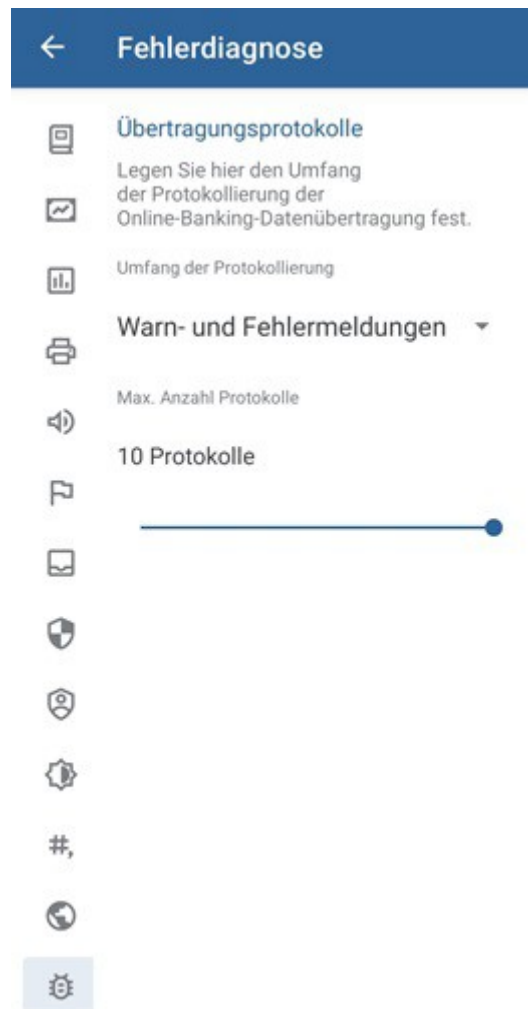 Fehlerdiagnose
Übertragungsprotokolle
Legen Sie hier den Umfang
der Protokollierung der
Online-Banking-Datenübertragung fest.
Umfang der Protokollierung
Warn- und Fehlermeldungen
Max. Anzahl Protokolle
10 Protokolle
#,